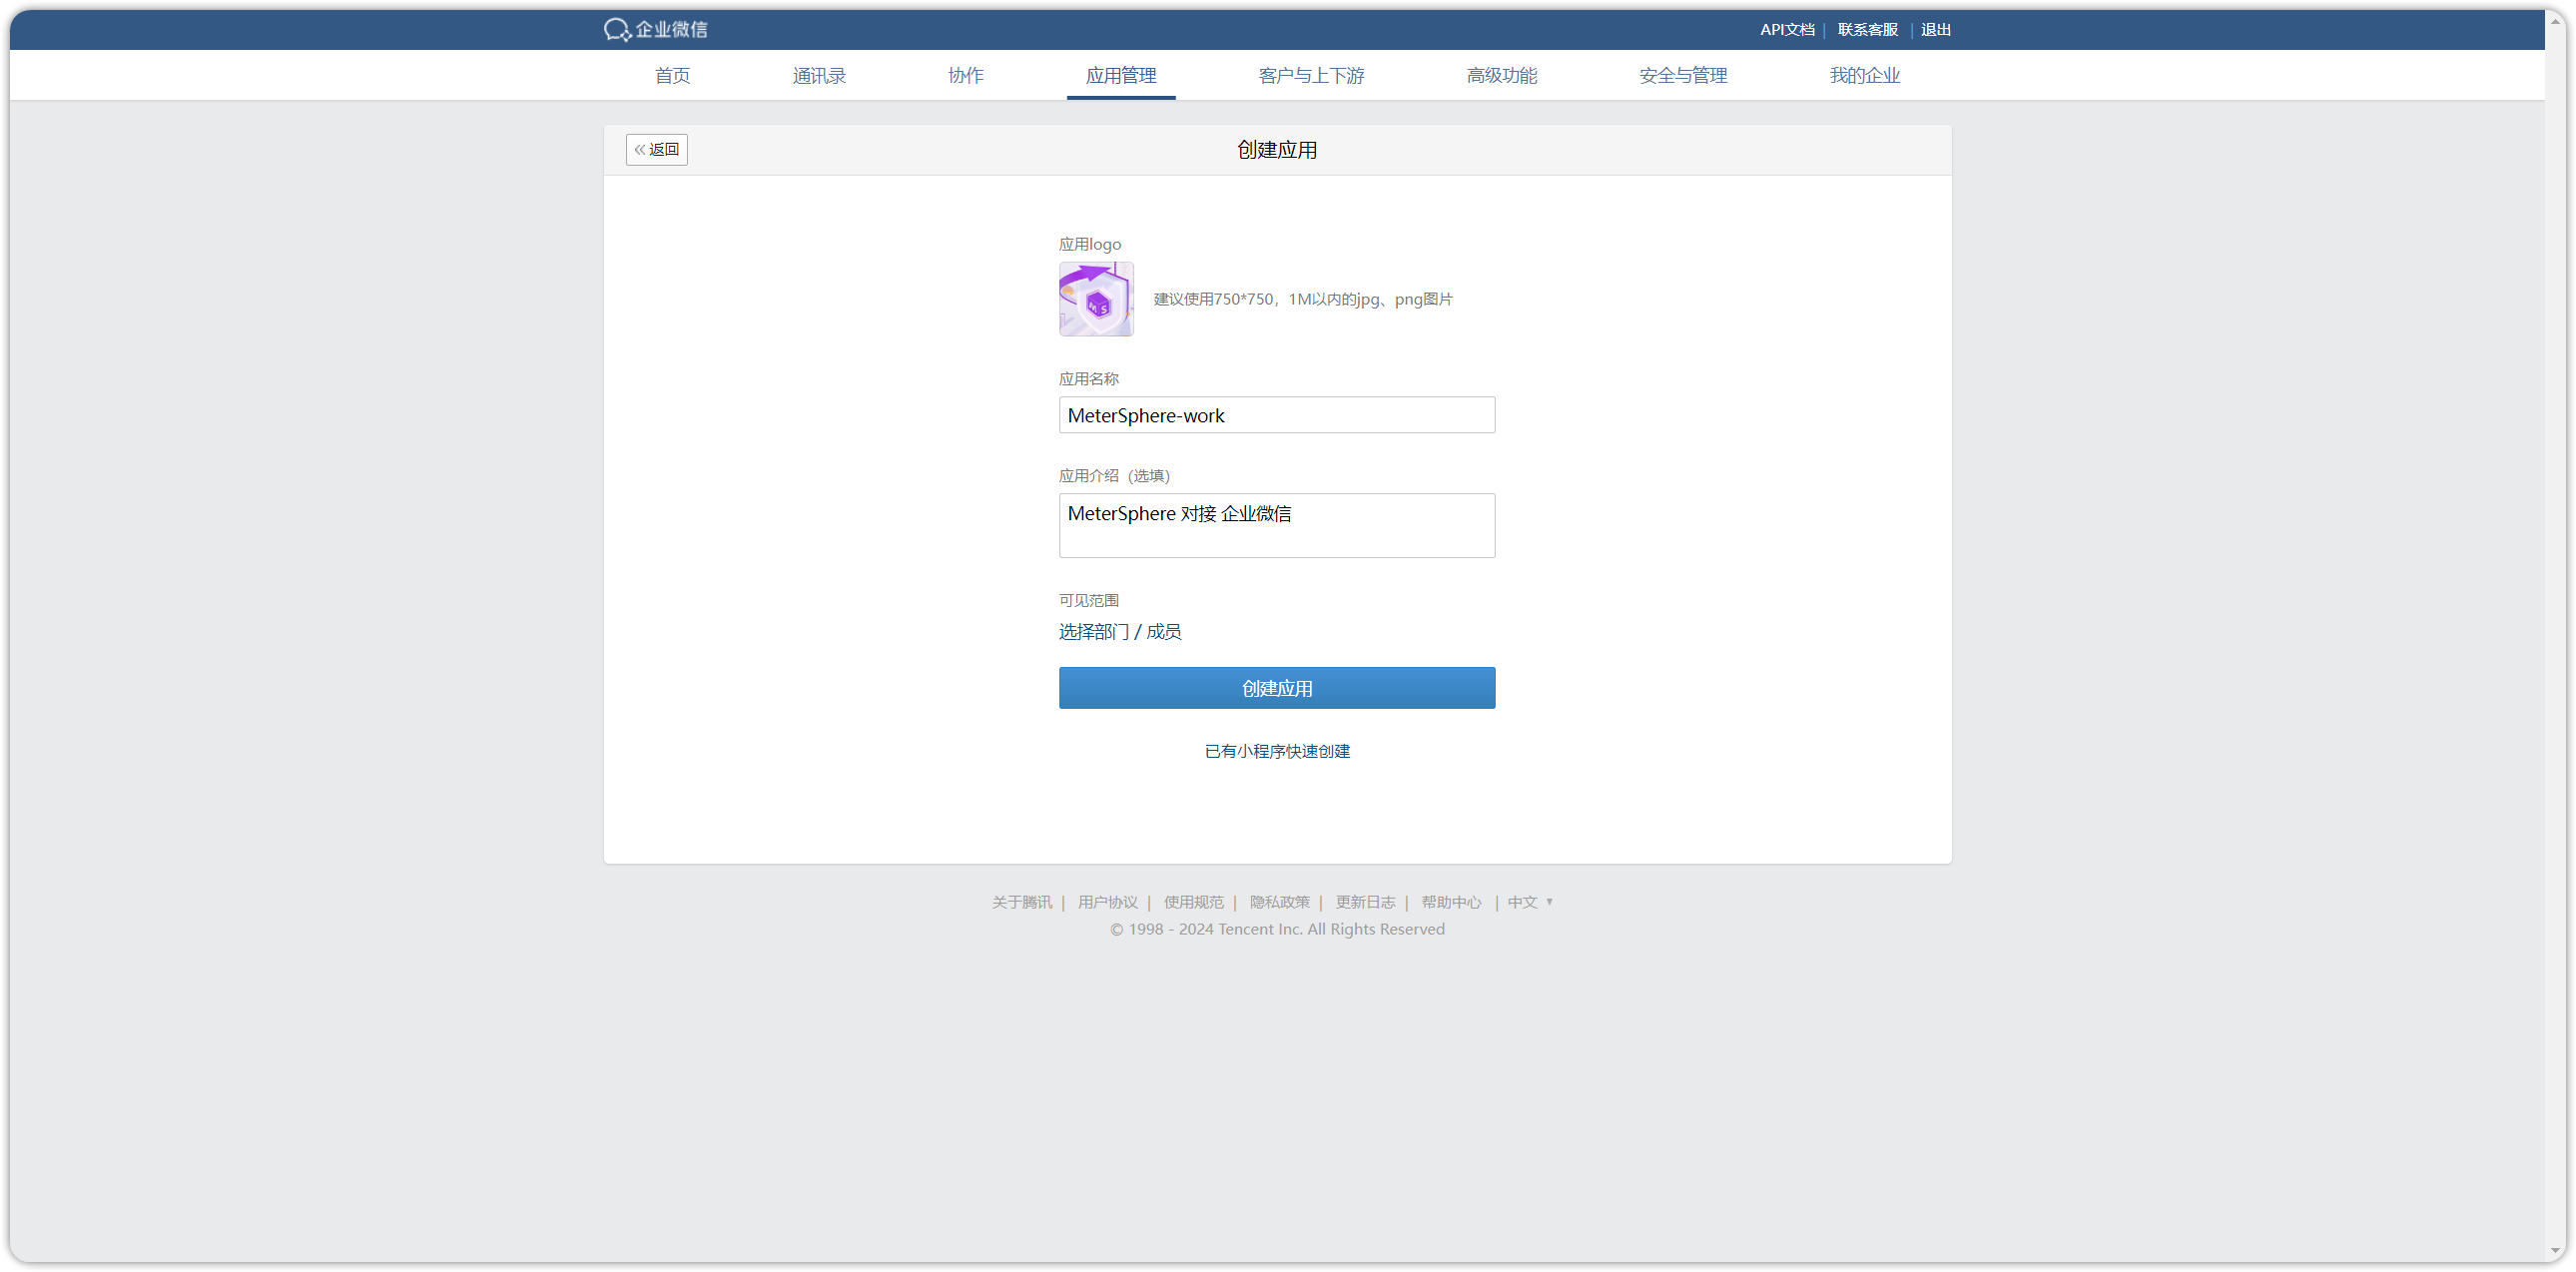 企业微信
API文档 | 联系客服 | 退出
首页 通讯录 协作 应用管理 客户与上下游 高级功能 安全与管理 我的企业
« 返回
创建应用
应用logo
MS
建议使用750*750，1M以内的jpg、png图片
应用名称
MeterSphere-work
应用介绍（选填）
MeterSphere 对接 企业微信
可见范围
选择部门 / 成员
创建应用
已有小程序快速创建
关于腾讯 | 用户协议 | 使用规范 | 隐私政策 | 更新日志 | 帮助中心 | 中文 ▼
© 1998 - 2024 Tencent Inc. All Rights Reserved